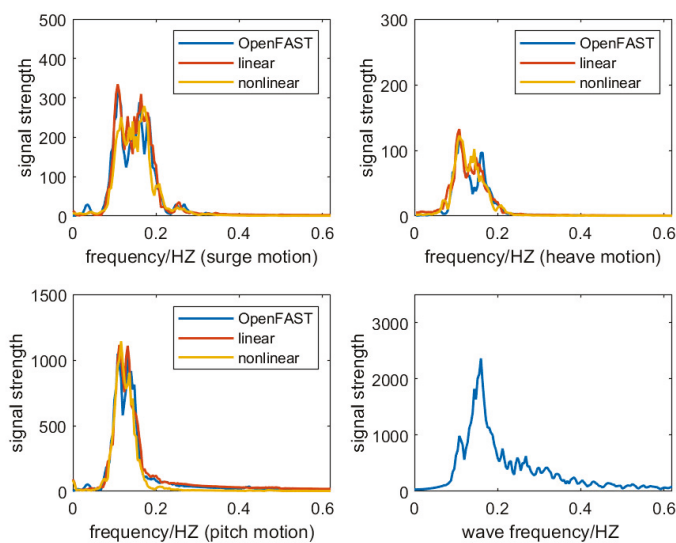 500
400
300
200
100
0
signal strength
OpenFAST
linear
nonlinear
0
0.2
0.4
0.6
frequency/HZ (surge motion)
300
200
100
0
signal strength
OpenFAST
linear
nonlinear
0
0.2
0.4
0.6
frequency/HZ (heave motion)
1500
1000
500
0
signal strength
OpenFAST
linear
nonlinear
0
0.2
0.4
0.6
frequency/HZ (pitch motion)
3000
2000
1000
0
signal strength
0
0.2
0.4
0.6
wave frequency/HZ